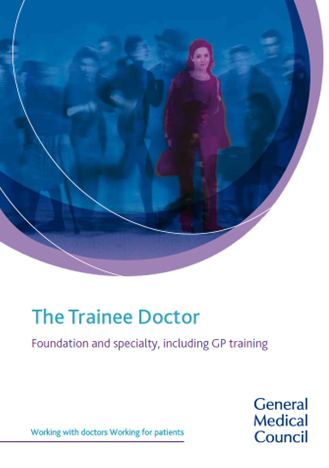 The Trainee Doctor
Foundation and specialty, including GP training
General
Medical
Council
Working with doctors Working for patients